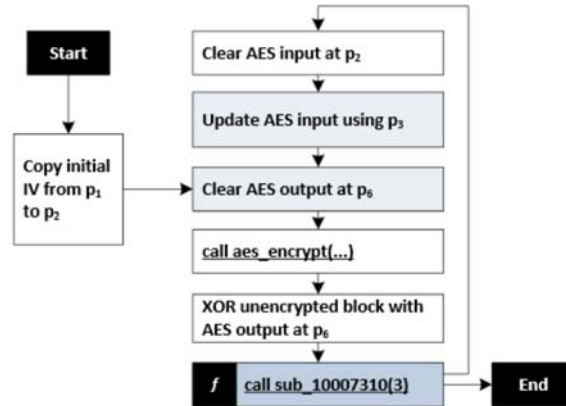 Start
Clear AES input at p₂
Update AES input using p₃
Copy initial
IV from p₁
to p₂
Clear AES output at p₆
call aes_encrypt(...)
XOR unencrypted block with
AES output at p₆
f call sub_10007310(3)
End